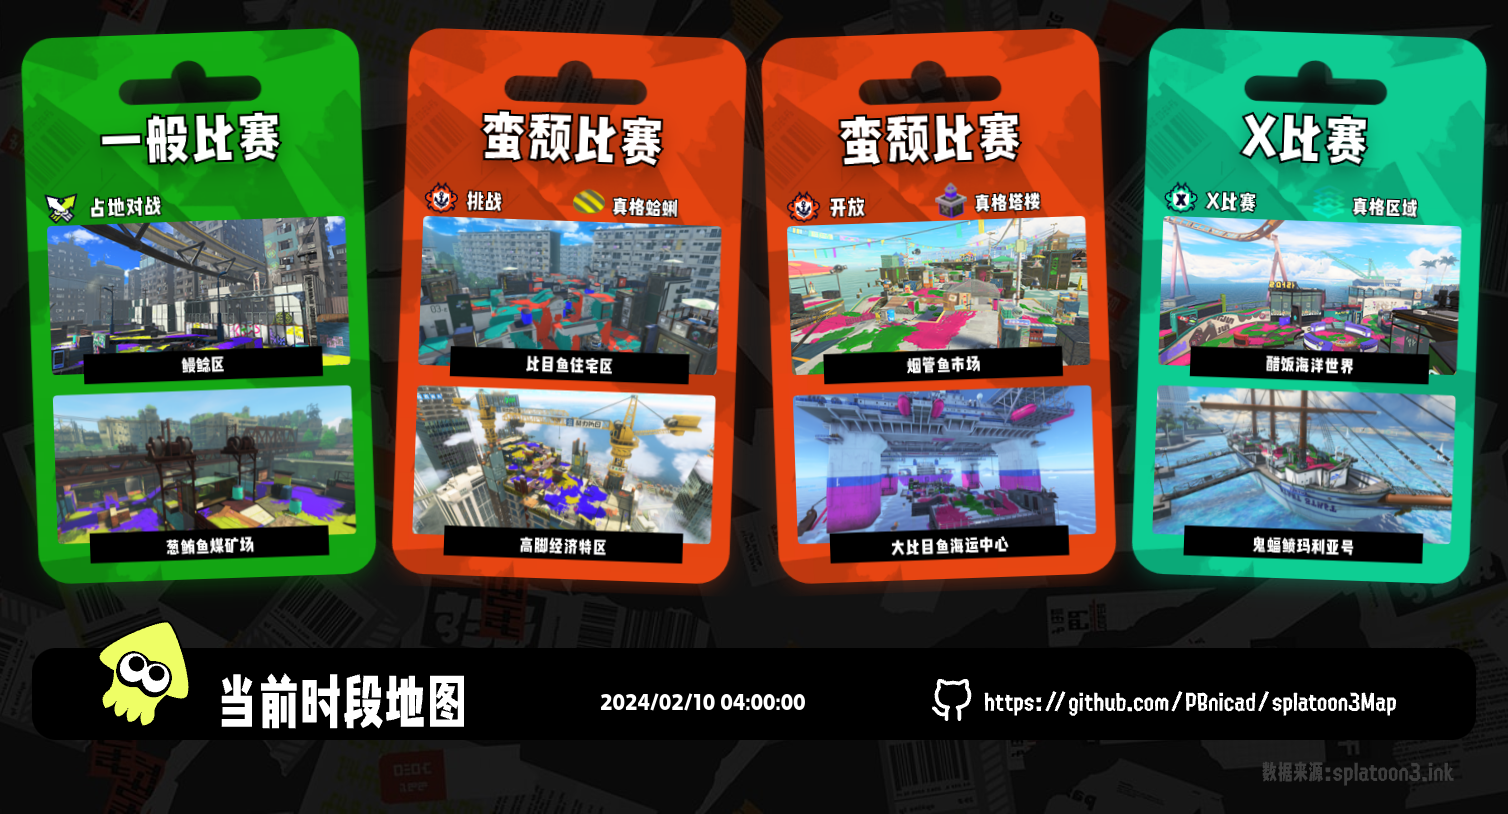 一般比赛
占地对战
鳗鲶区
葱鲔鱼煤矿场
蛮颓比赛
挑战
真格蛤蜊
比目鱼住宅区
高脚经济特区
蛮颓比赛
开放
真格塔楼
烟管鱼市场
大比目鱼海运中心
X比赛
X比赛
真格区域
醋饭海洋世界
鬼蝠鲼玛利亚号
当前时段地图
2024/02/10 04:00:00
https://github.com/PBnicad/splatoon3Map
数据来源:splatoon3.ink